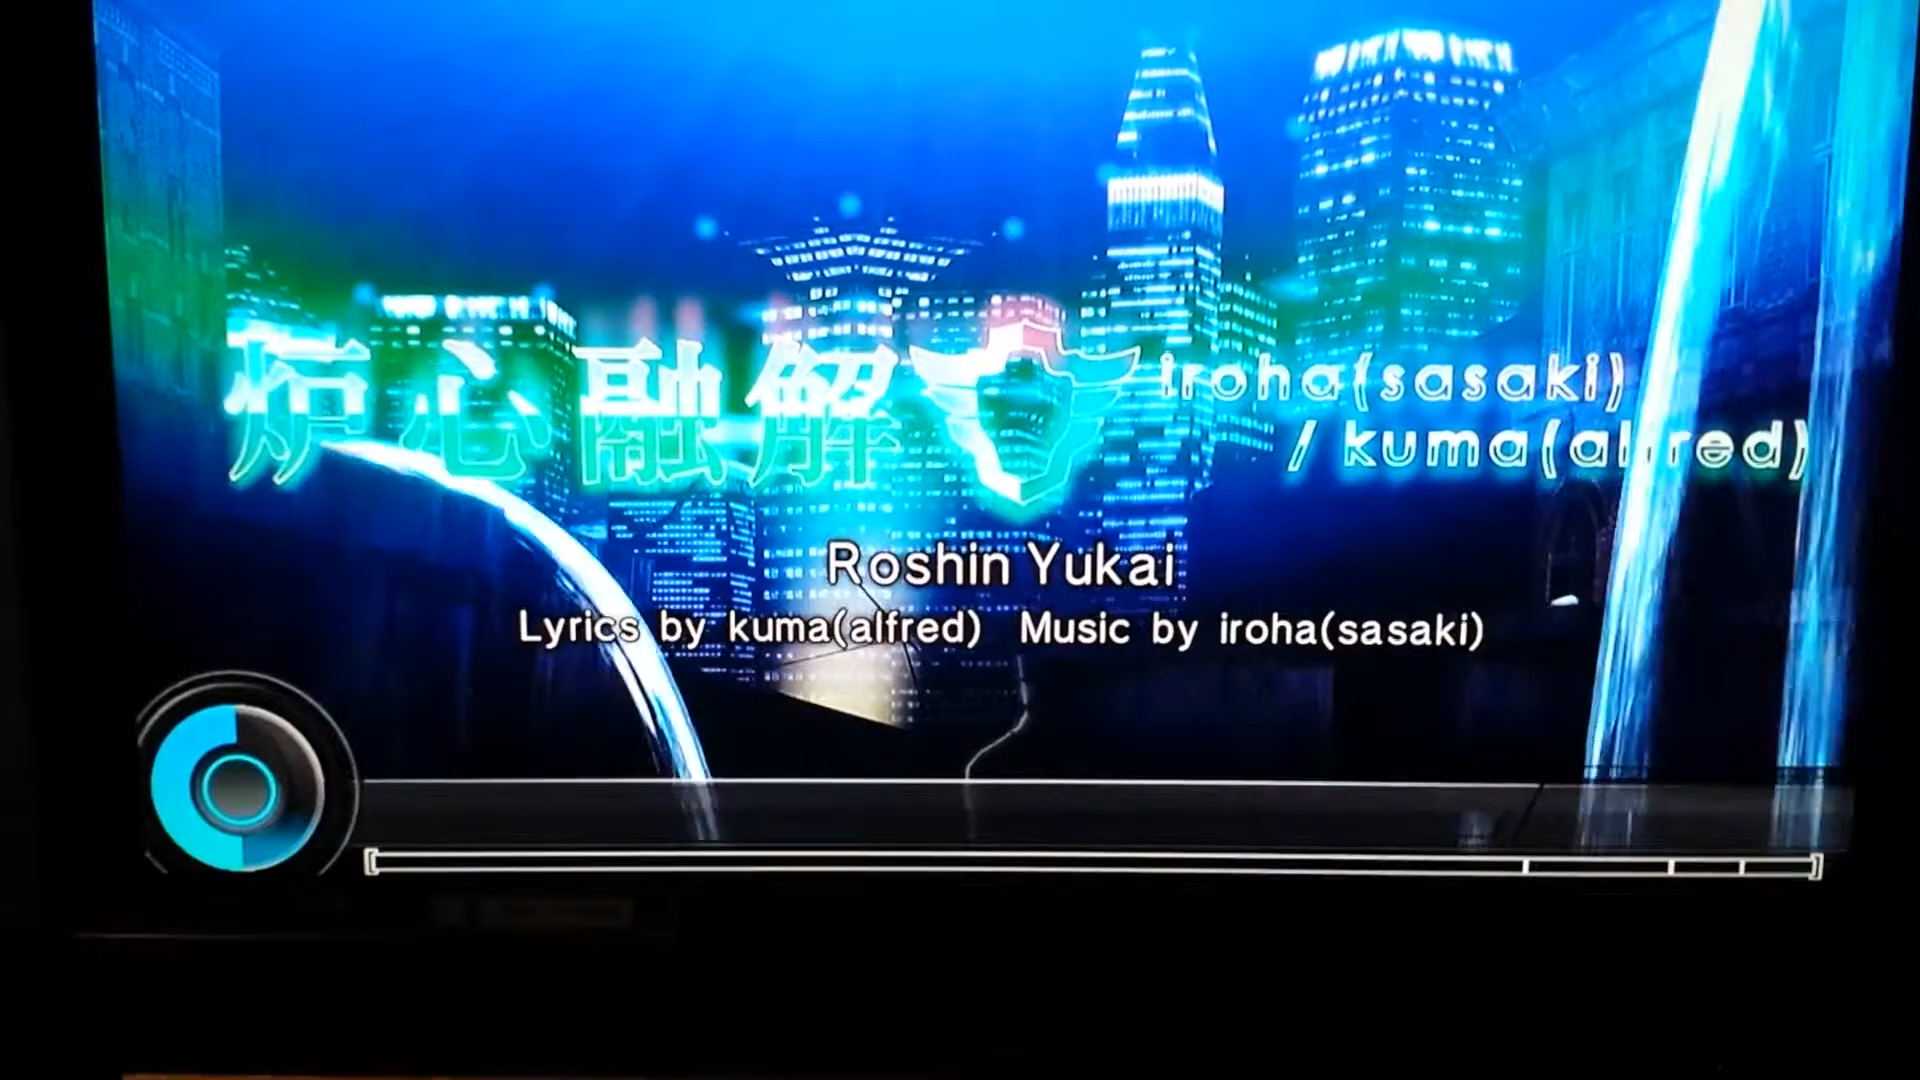 炉心融解 iroha(sasaki)
/ kuma(alfred)
Roshin Yukai
Lyrics by kuma(alfred) Music by iroha(sasaki)